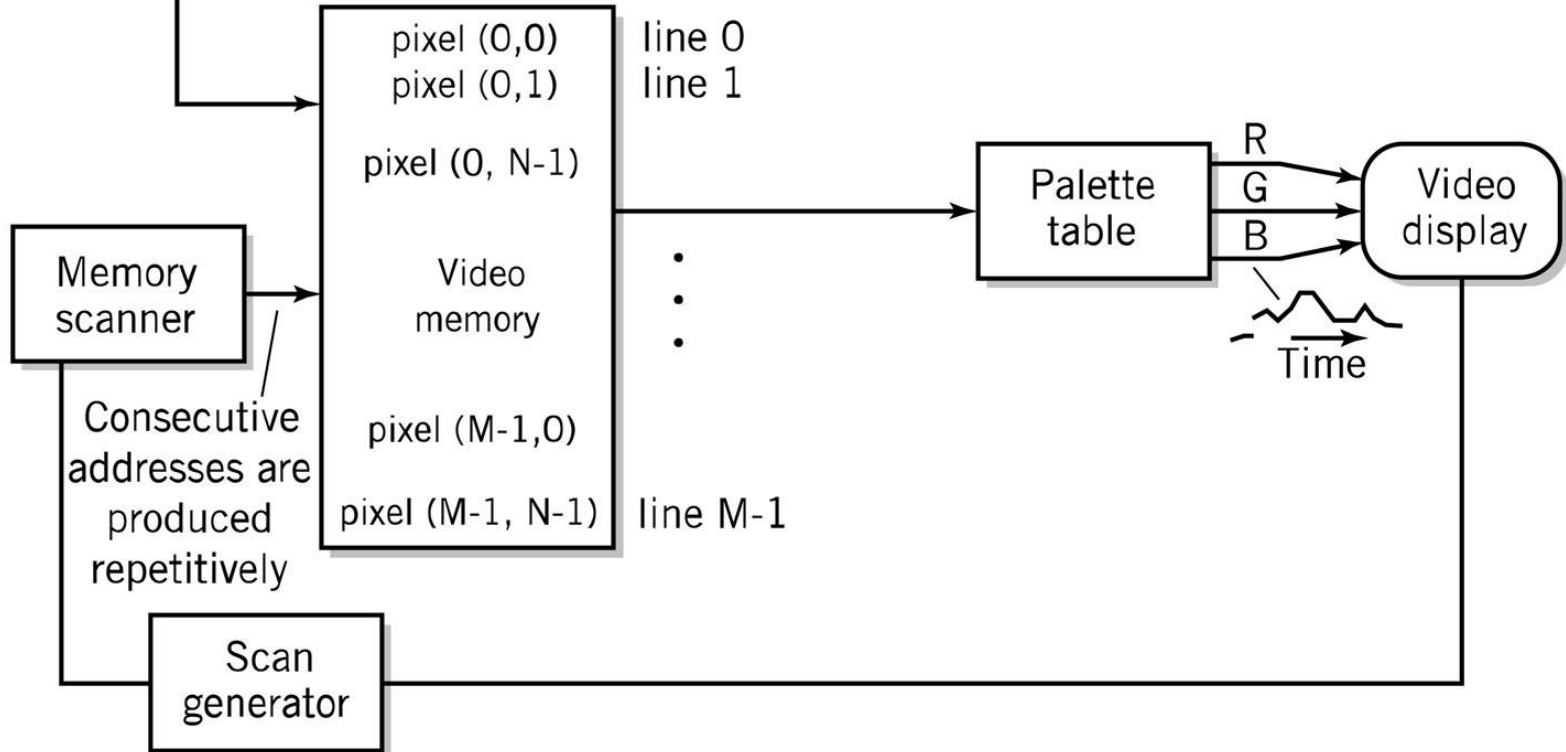 pixel (0,0)
line 0
pixel (0,1)
line 1
pixel (0, N-1)
Video
memory
pixel (M-1,0)
pixel (M-1, N-1)
line M-1
Memory
scanner
Consecutive
addresses are
produced
repetitively
Scan
generator
Palette
table
R
G
B
Time
Video
display